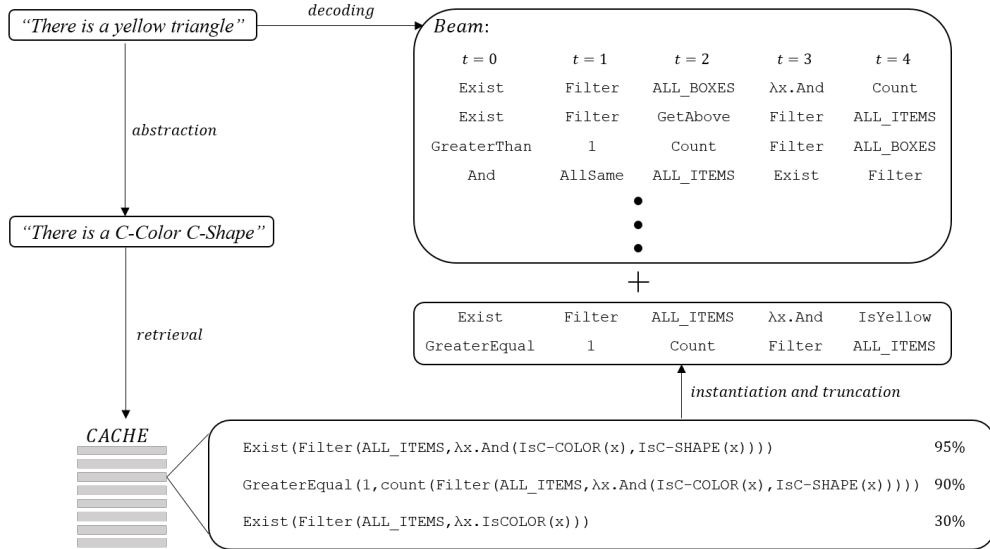 "There is a yellow triangle"
decoding
Beam:
t = 0 t = 1 t = 2 t = 3 t = 4
Exist Filter ALL_BOXES λx.And Count
Exist Filter GetAbove Filter ALL_ITEMS
GreaterThan 1 Count Filter ALL_BOXES
And AllSame ALL_ITEMS Exist Filter
abstraction
"There is a C-Color C-Shape"
+
Exist Filter ALL_ITEMS λx.And IsYellow
GreaterEqual 1 Count Filter ALL_ITEMS
retrieval
instantiation and truncation
CACHE
Exist(Filter(ALL_ITEMS,λx.And(IsC-COLOR(x),IsC-SHAPE(x)))) 95%
GreaterEqual(1,count(Filter(ALL_ITEMS,λx.And(IsC-COLOR(x),IsC-SHAPE(x))))) 90%
Exist(Filter(ALL_ITEMS,λx.IsCOLOR(x))) 30%